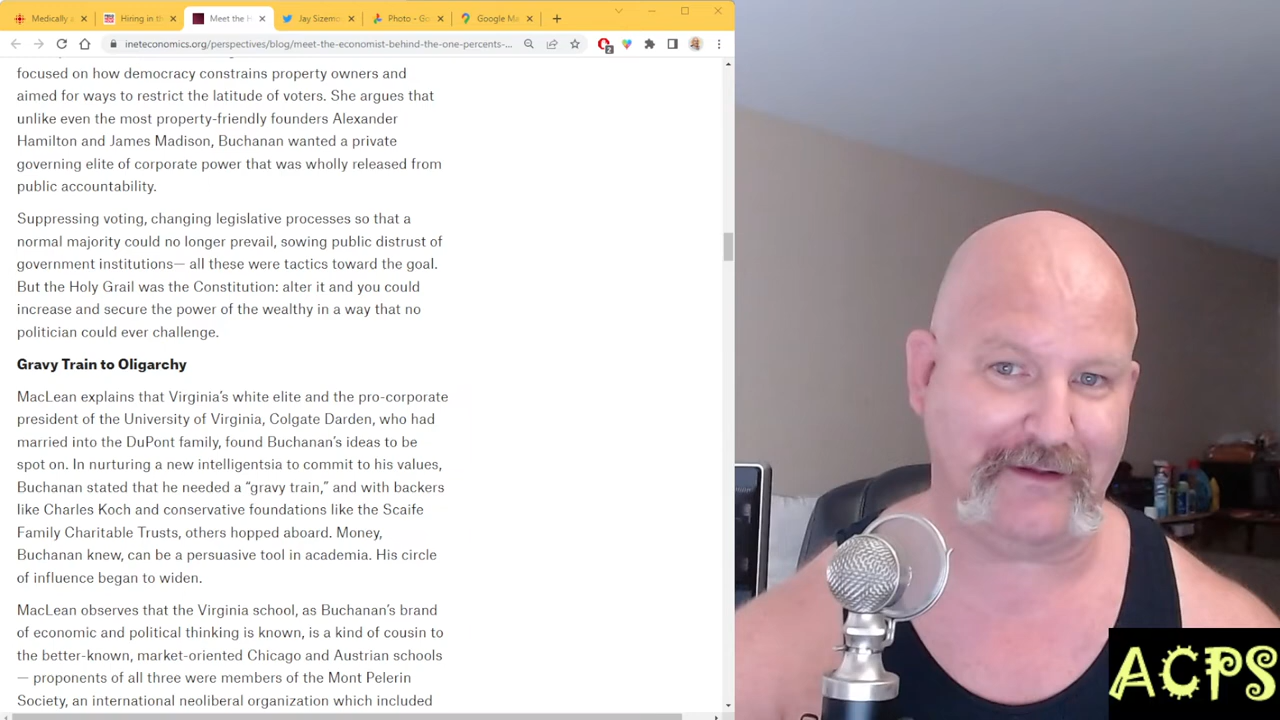 Medically a
Hiring in th
Meet the H
Jay Sizemo
Photo - Go
Google Ma
ineteconomics.org/perspectives/blog/meet-the-economist-behind-the-one-percents-...
2
focused on how democracy constrains property owners and
aimed for ways to restrict the latitude of voters. She argues that
unlike even the most property-friendly founders Alexander
Hamilton and James Madison, Buchanan wanted a private
governing elite of corporate power that was wholly released from
public accountability.
Suppressing voting, changing legislative processes so that a
normal majority could no longer prevail, sowing public distrust of
government institutions— all these were tactics toward the goal.
But the Holy Grail was the Constitution: alter it and you could
increase and secure the power of the wealthy in a way that no
politician could ever challenge.
Gravy Train to Oligarchy
MacLean explains that Virginia's white elite and the pro-corporate
president of the University of Virginia, Colgate Darden, who had
married into the DuPont family, found Buchanan's ideas to be
spot on. In nurturing a new intelligentsia to commit to his values,
Buchanan stated that he needed a “gravy train,” and with backers
like Charles Koch and conservative foundations like the Scaife
Family Charitable Trusts, others hopped aboard. Money,
Buchanan knew, can be a persuasive tool in academia. His circle
of influence began to widen.
MacLean observes that the Virginia school, as Buchanan's brand
of economic and political thinking is known, is a kind of cousin to
the better-known, market-oriented Chicago and Austrian schools
— proponents of all three were members of the Mont Pelerin
Society, an international neoliberal organization which included
ACPS